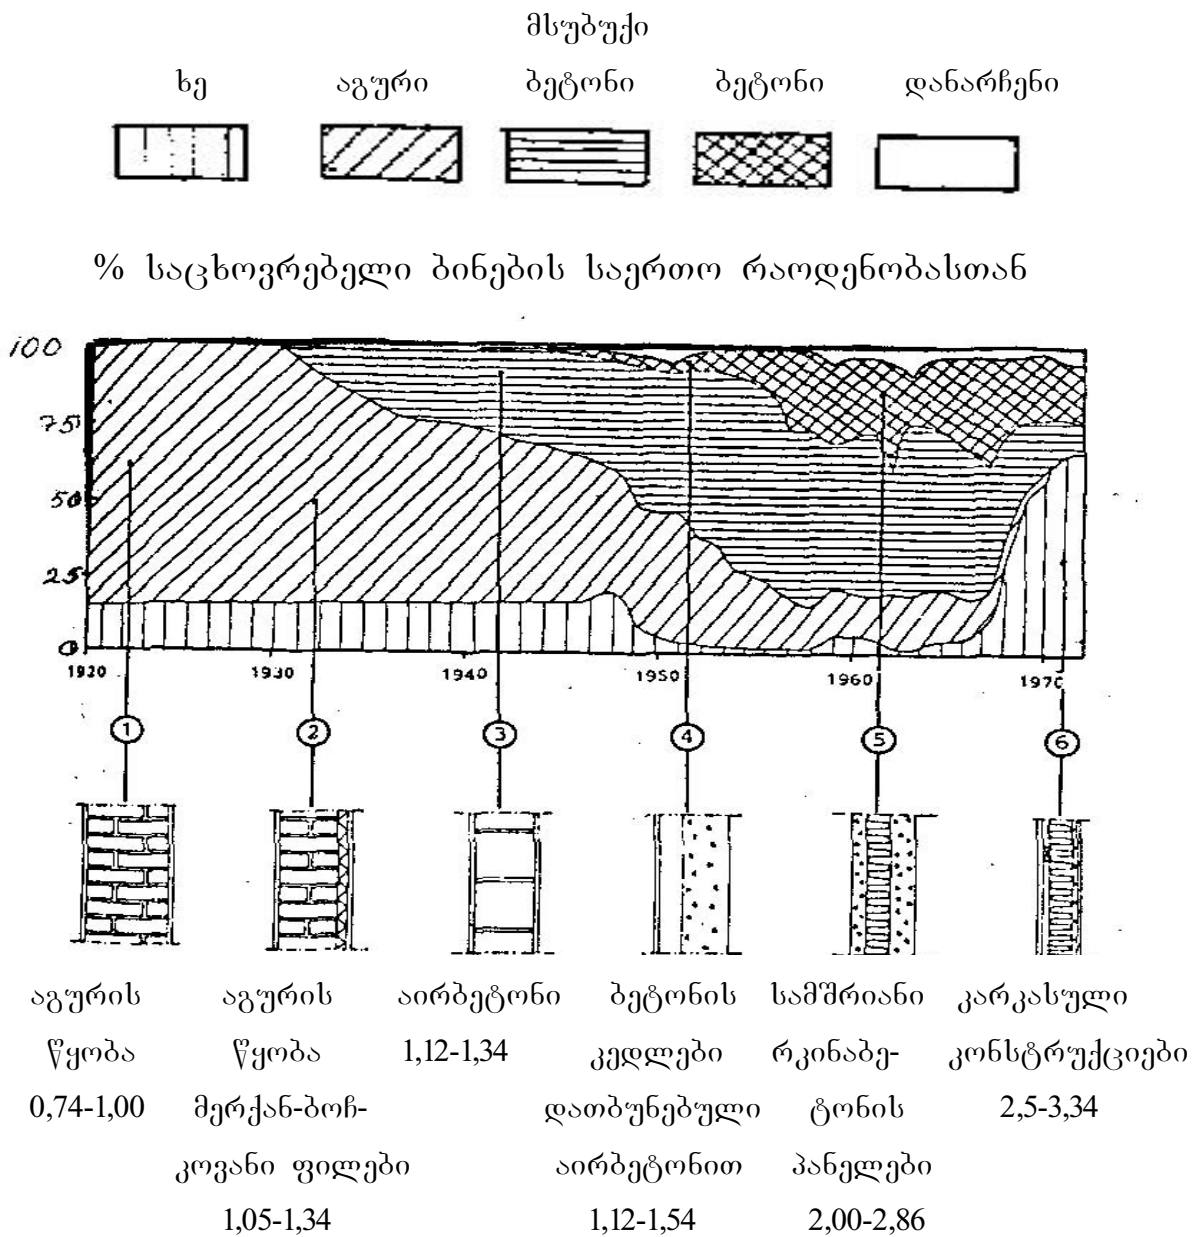 მსუბუქი
ხე აგური ბეტონი ბეტონი დანარჩენი
% საცხოვრებელი ბინების საერთო რაოდენობასთან
100
75
50
25
0
1920 1930 1940 1950 1960 1970
1 2 3 4 5 6
აგურის აგურის აირბეტონი ბეტონის სამშრიანი კარკასული
წყობა წყობა 1,12-1,34 კედლები რკინაბე- კონსტრუქციები
0,74-1,00 მერქან-ბოჩ- დათბუნებული ტონის 2,5-3,34
კოვანი ფილები აირბეტონით პანელები
1,05-1,34 1,12-1,54 2,00-2,86